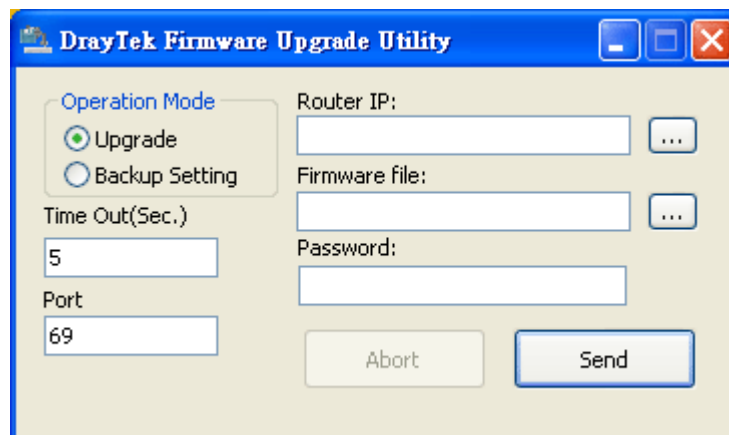 DrayTek Firmware Upgrade Utility
Operation Mode
Upgrade
Backup Setting
Time Out(Sec.)
5
Port
69
Router IP:
...
Firmware file:
...
Password:
Abort
Send